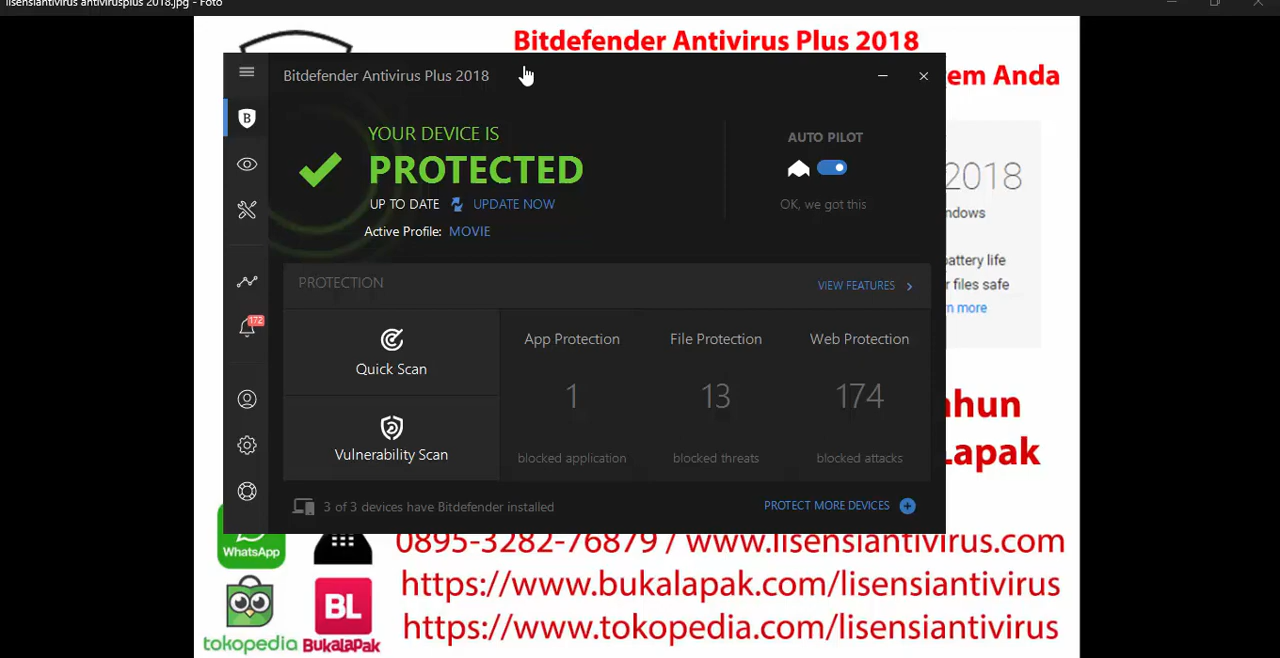 lisensiantivirus antivirusplus 2018.jpg - Foto
Bitdefender Antivirus Plus 2018
em Anda
Bitdefender Antivirus Plus 2018
B
YOUR DEVICE IS
PROTECTED
UP TO DATE UPDATE NOW
Active Profile: MOVIE
AUTO PILOT
OK, we got this
2018
ndows
battery life
r files safe
n more
PROTECTION
VIEW FEATURES
172
Quick Scan
Vulnerability Scan
App Protection
1
blocked application
File Protection
13
blocked threats
Web Protection
174
blocked attacks
3 of 3 devices have Bitdefender installed
PROTECT MORE DEVICES
ahun
Lapak
WhatsApp
0895-3282-76879 / www.lisensiantivirus.com
https://www.bukalapak.com/lisensiantivirus
https://www.tokopedia.com/lisensiantivirus
tokopedia
BL
BukaLapak